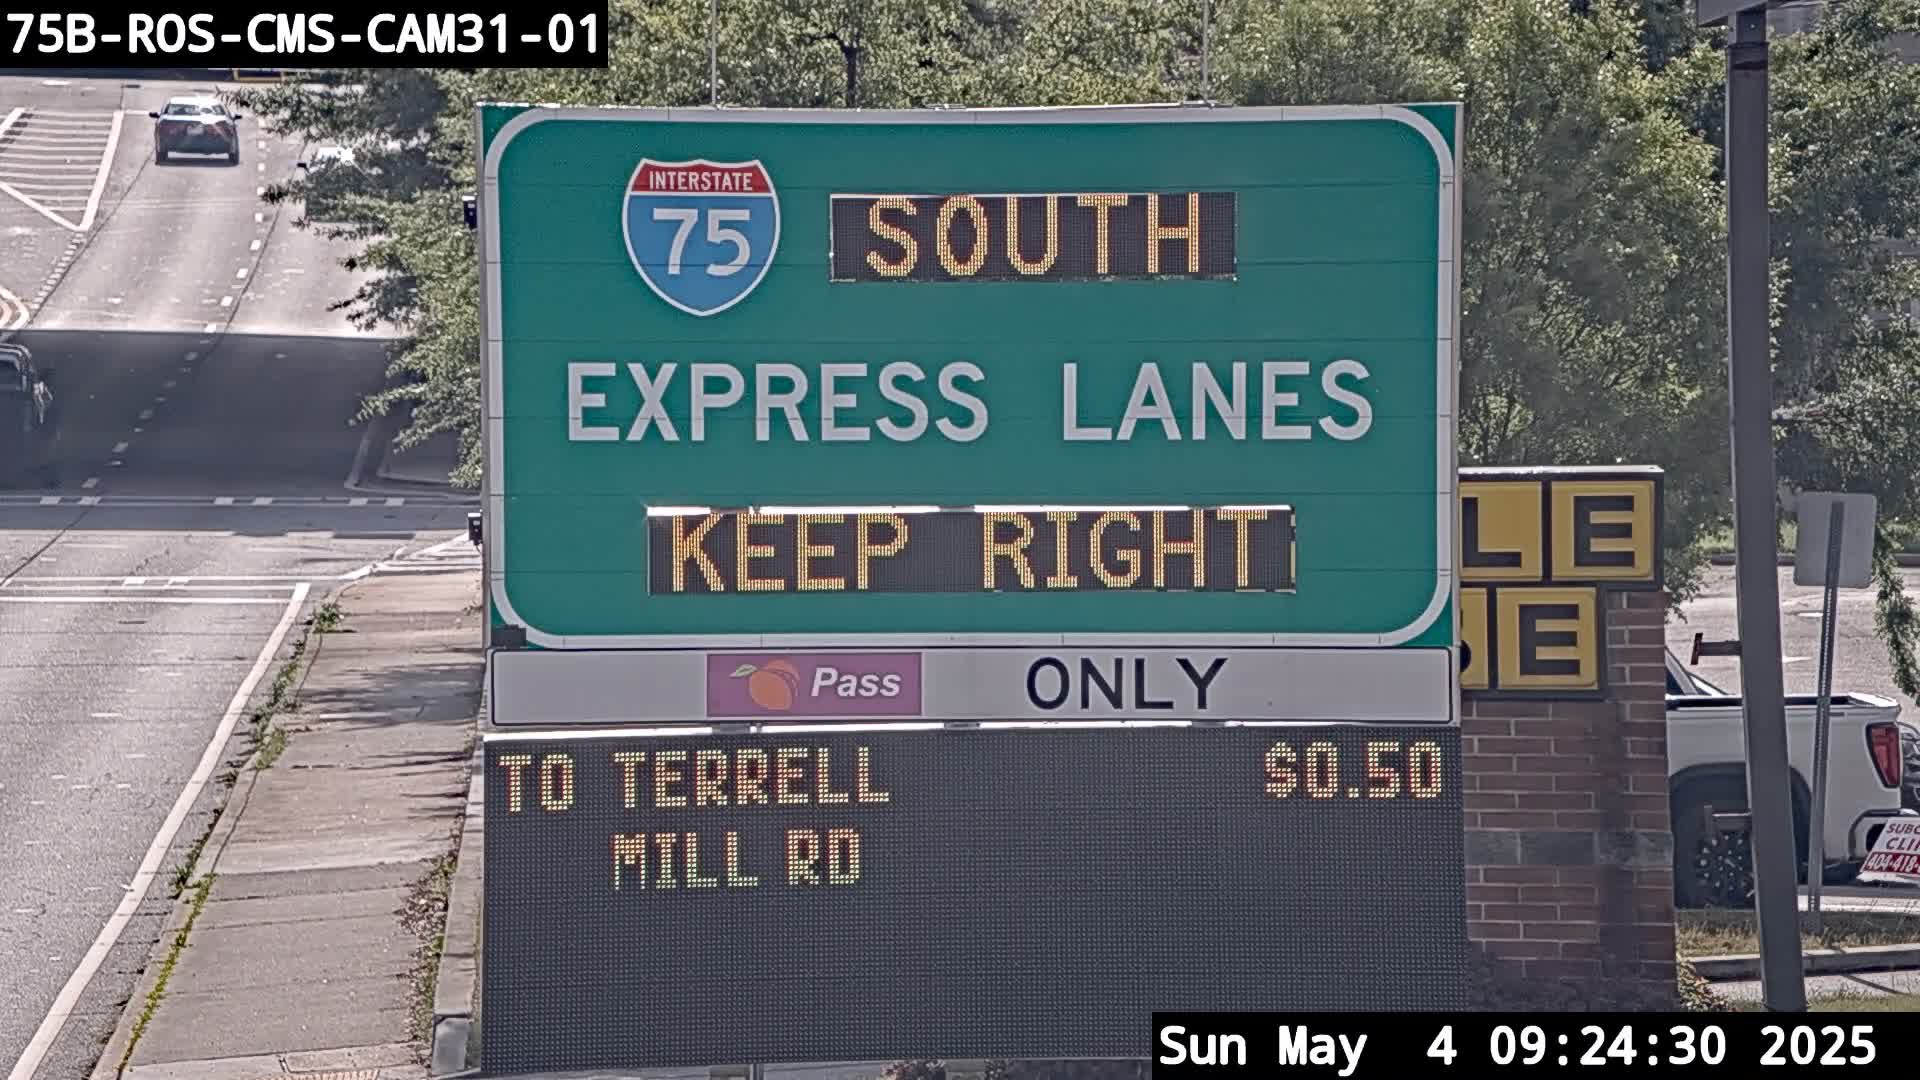 75B-ROS-CMS-CAM31-01
INTERSTATE
75
SOUTH
EXPRESS LANES
KEEP RIGHT
Pass ONLY
TO TERRELL $0.50
MILL RD
LE
E
Sun May 4 09:24:30 2025